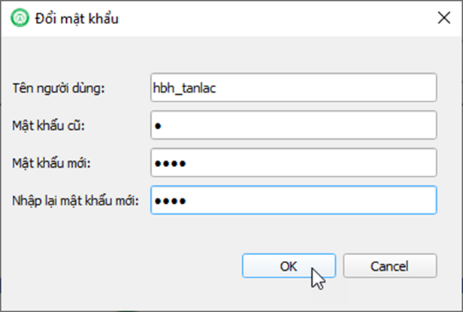 Đổi mật khẩu
Tên người dùng: hbh_tanlac
Mật khẩu cũ: ●
Mật khẩu mới: ●●●●
Nhập lại mật khẩu mới: ●●●●
OK Cancel